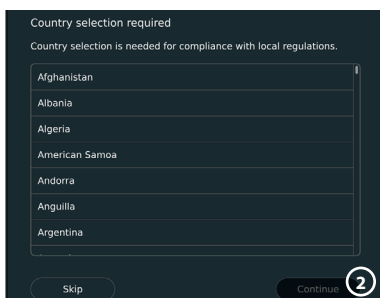 Country selection required
Country selection is needed for compliance with local regulations.
Afghanistan
Albania
Algeria
American Samoa
Andorra
Anguilla
Argentina
Skip
Continue
2